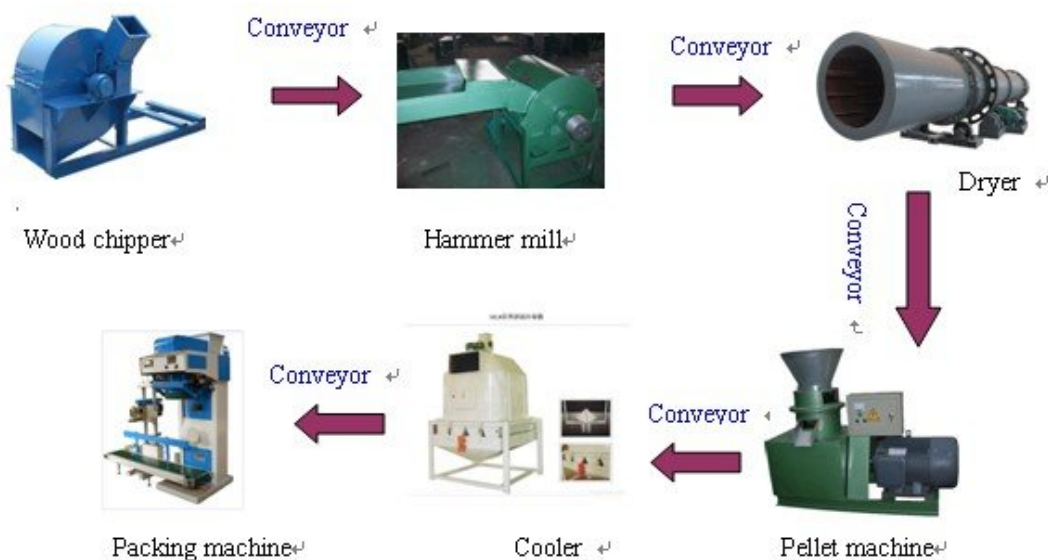 Conveyor ↵
Conveyor ↵
Dryer ↵
Wood chipper↵
Hammer mill↵
Conveyor ↵
Conveyor ↵
Conveyor
Packing machine↵
Cooler ↵
Pellet machine↵